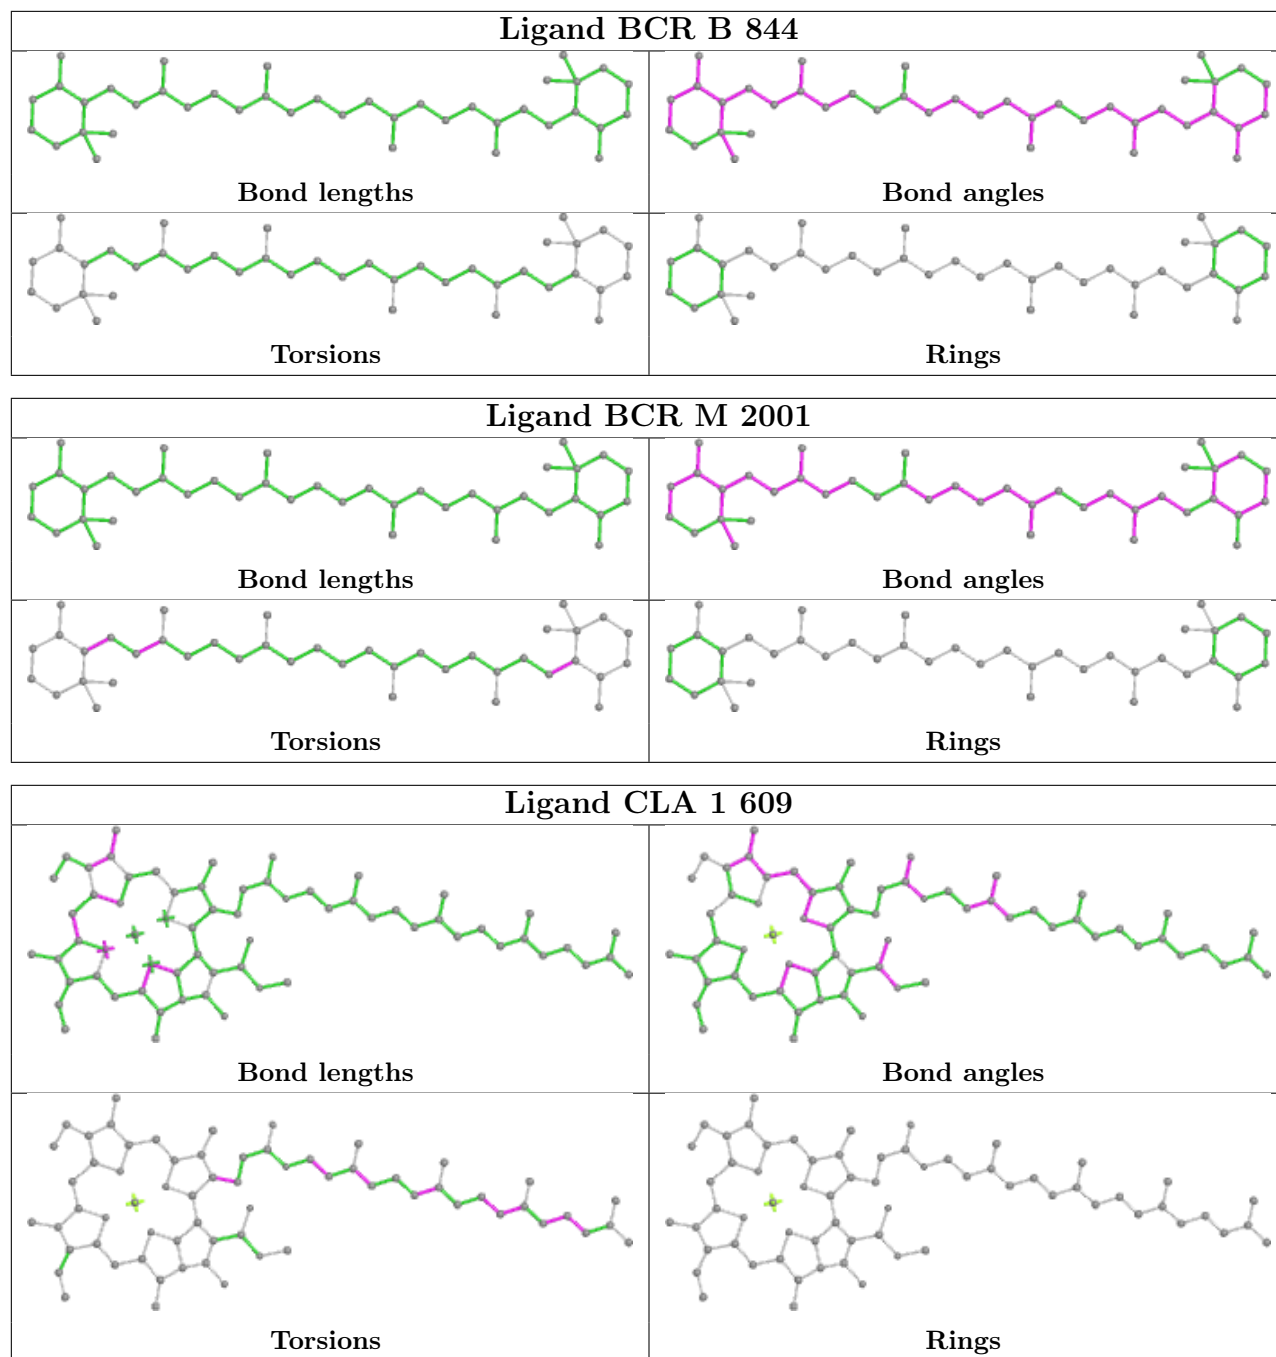 Ligand BCR B 844
Bond lengths
Bond angles
Torsions
Rings
Ligand BCR M 2001
Bond lengths
Bond angles
Torsions
Rings
Ligand CLA 1 609
Bond lengths
Bond angles
Torsions
Rings